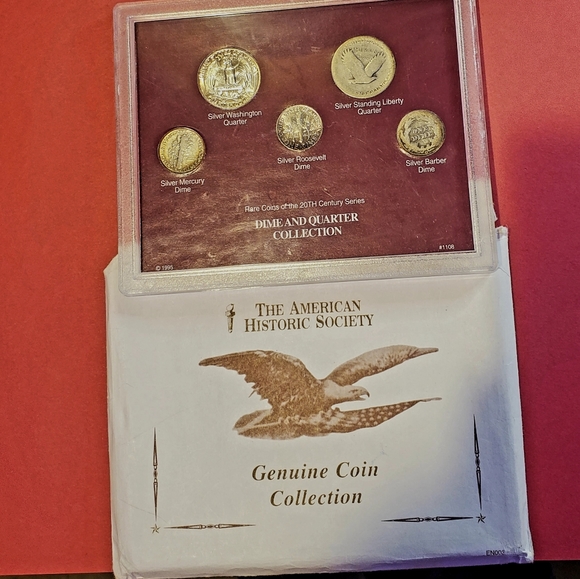 Silver Washington
Quarter
Silver Standing Liberty
Quarter
Silver Mercury
Dime
Silver Roosevelt
Dime
Silver Barber
Dime
Rare Coins of the 20TH Century Series
DIME AND QUARTER
COLLECTION
© 1995
#1108
THE AMERICAN
HISTORIC SOCIETY
Genuine Coin
Collection
EN002